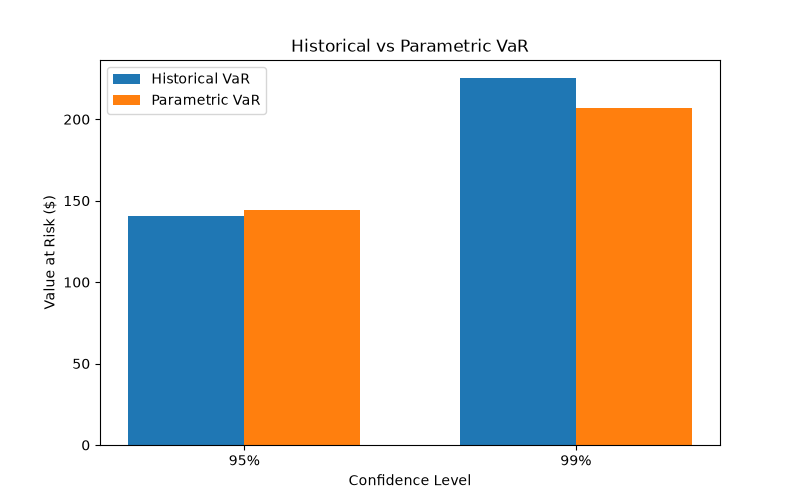 Historical vs Parametric VaR
Historical VaR
Parametric VaR
Value at Risk ($)
200
150
100
50
0
95%
99%
Confidence Level